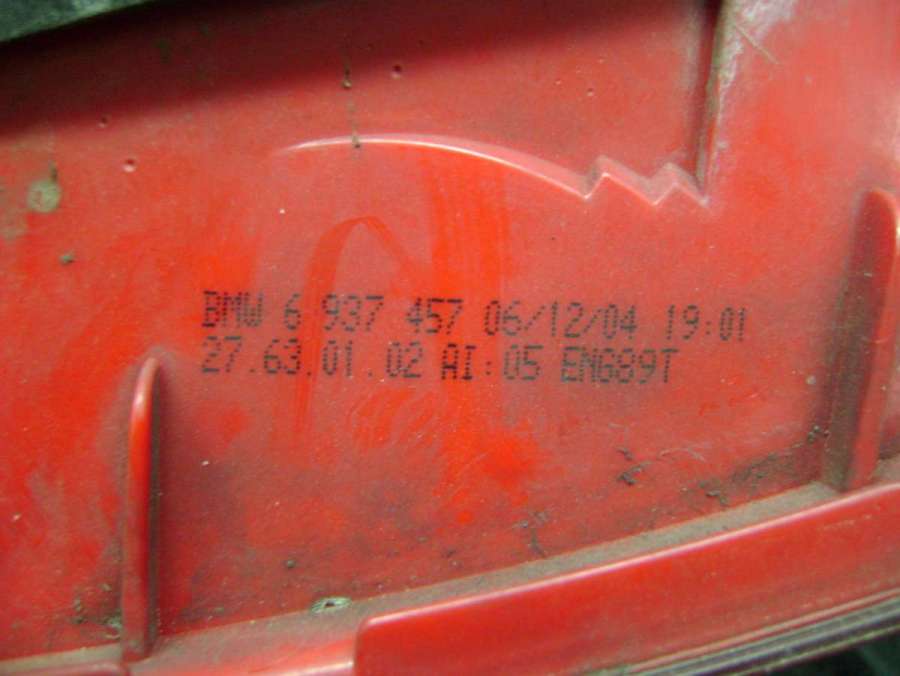 BMW 6 937 457 06/12/04 19:01
27.63.01.02 AI:05 ENG89T